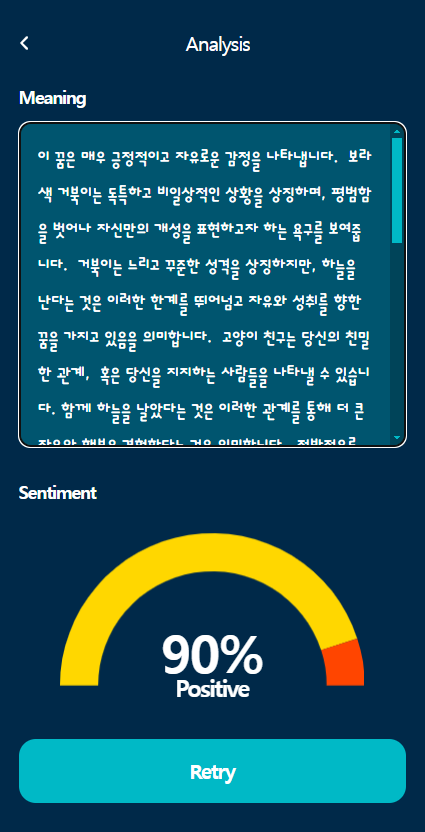 Analysis
Meaning
이 꿈은 매우 긍정적이고 자유로운 감정을 나타냅니다. 보라
색 거북이는 독특하고 비일상적인 상황을 상징하며, 평범함
을 벗어나 자신만의 개성을 표현하고자 하는 욕구를 보여줍
니다. 거북이는 느리고 꾸준한 성격을 상징하지만, 하늘을
난다는 것은 이러한 한계를 뛰어넘고 자유와 성취를 향한
꿈을 가지고 있음을 의미합니다. 고양이 친구는 당신의 친밀
한 관계, 혹은 당신을 지지하는 사람들을 나타낼 수 있습니
다. 함께 하늘을 날았다는 것은 이러한 관계를 통해 더 큰
Sentiment
90%
Positive
Retry